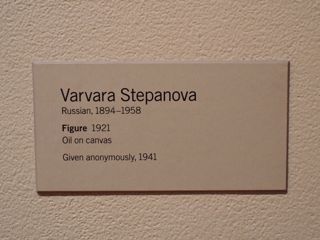 Varvara Stepanova
Russian, 1894–1958
Figure 1921
Oil on canvas
Given anonymously, 1941